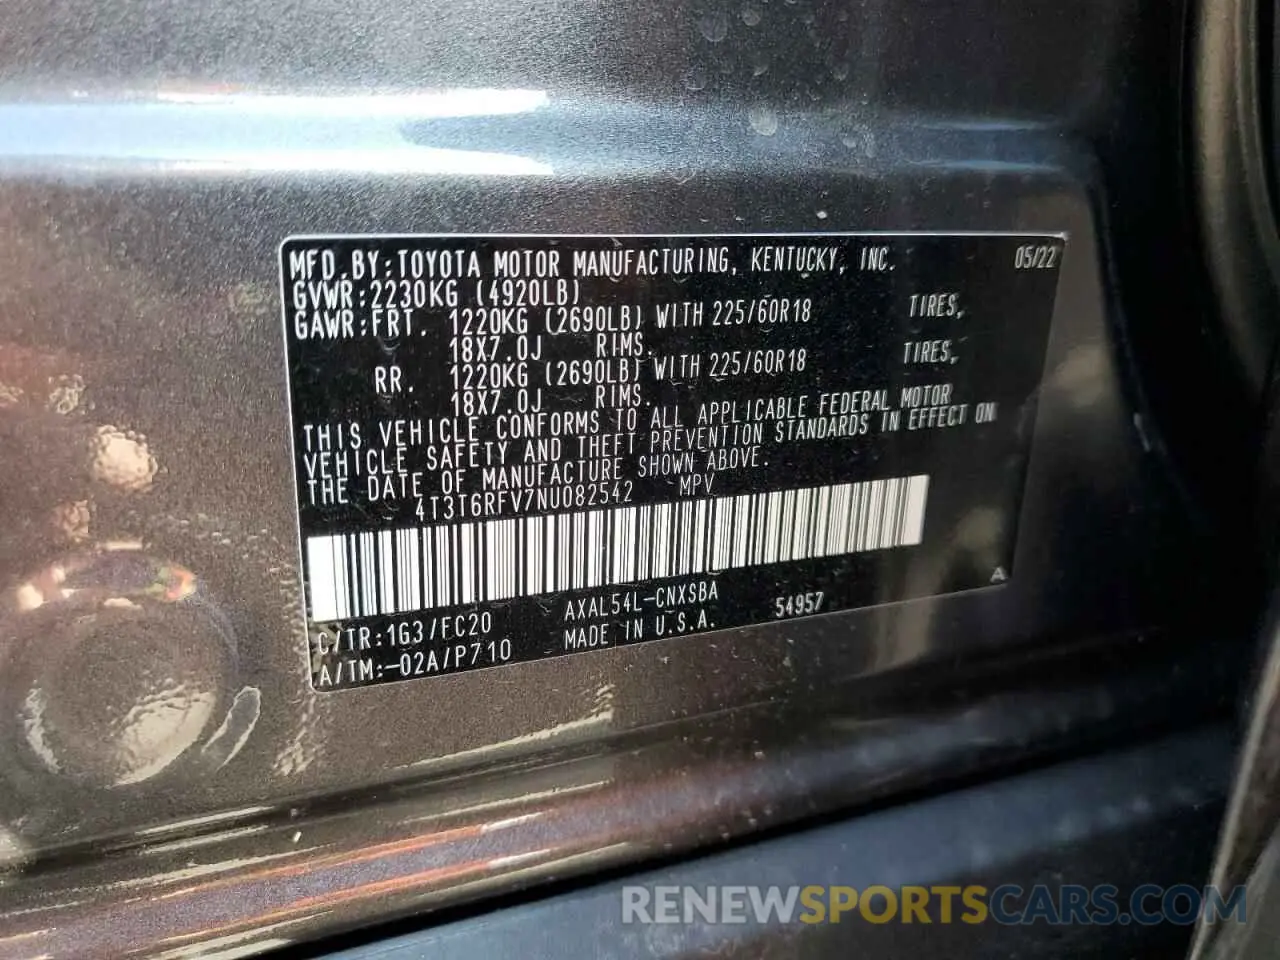 MFD.BY:TOYOTA MOTOR MANUFACTURING, KENTUCKY, INC. 05/22
GVWR:2230KG (4920LB)
GAWR:FRT. 1220KG (2690LB) WITH 225/60R18 TIRES,
18X7.0J RIMS.
RR. 1220KG (2690LB) WITH 225/60R18 TIRES,
18X7.0J RIMS.
THIS VEHICLE CONFORMS TO ALL APPLICABLE FEDERAL MOTOR
VEHICLE SAFETY AND THEFT PREVENTION STANDARDS IN EFFECT ON
THE DATE OF MANUFACTURE SHOWN ABOVE.
4T3T6RFV7NU082542 MPV
A
C/TR:1G3/FC20 AXAL54L-CNXSBA 54957
A/TM:-02A/P710 MADE IN U.S.A.
RENEWSPORTSCARS.COM